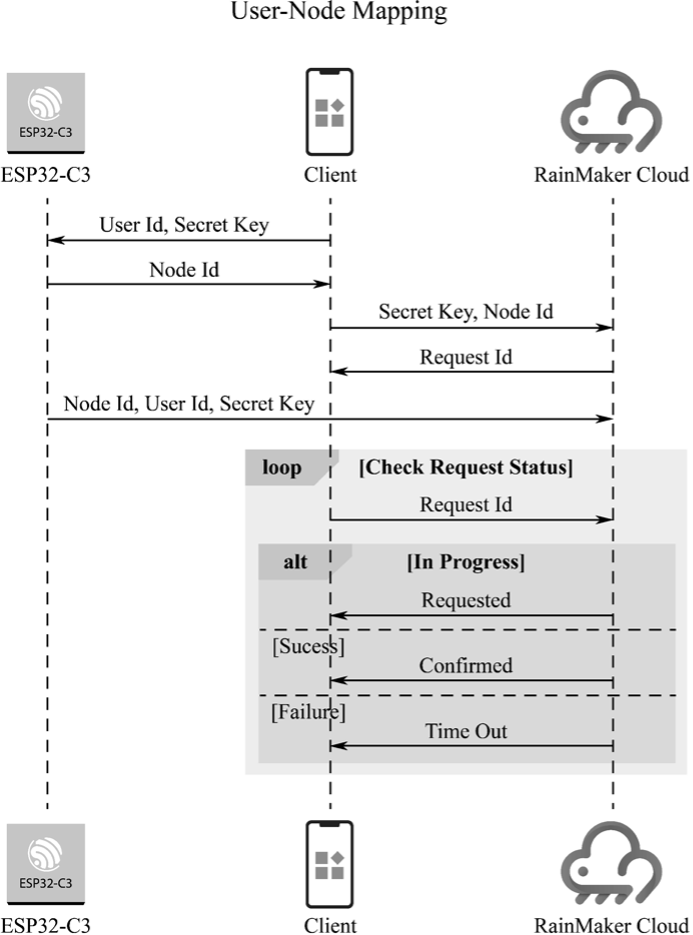 User-Node Mapping
ESP32-C3
ESP32-C3
Client
RainMaker Cloud
User Id, Secret Key
Node Id
Secret Key, Node Id
Request Id
Node Id, User Id, Secret Key
loop
[Check Request Status]
Request Id
alt
[In Progress]
Requested
[Sucess]
Confirmed
[Failure]
Time Out
ESP32-C3
ESP32-C3
Client
RainMaker Cloud